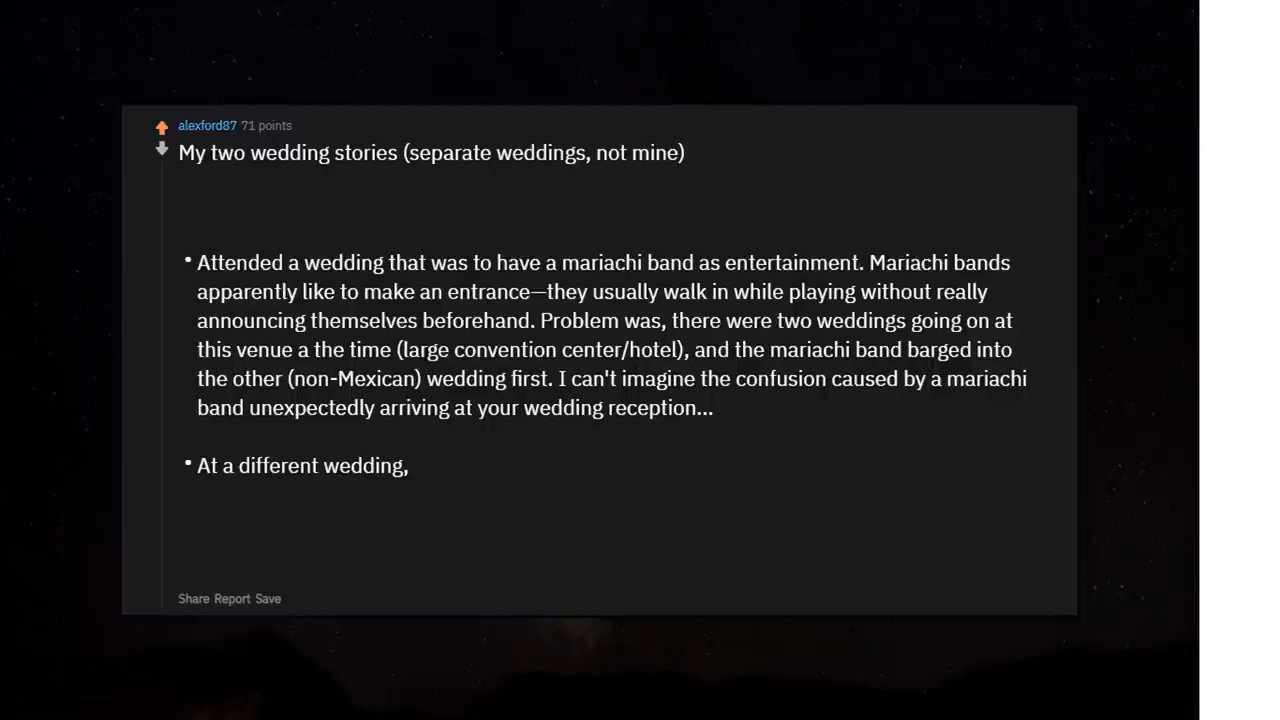 alexford87 71 points
My two wedding stories (separate weddings, not mine)
• Attended a wedding that was to have a mariachi band as entertainment. Mariachi bands
apparently like to make an entrance—they usually walk in while playing without really
announcing themselves beforehand. Problem was, there were two weddings going on at
this venue a the time (large convention center/hotel), and the mariachi band barged into
the other (non-Mexican) wedding first. I can't imagine the confusion caused by a mariachi
band unexpectedly arriving at your wedding reception...
• At a different wedding,
Share Report Save